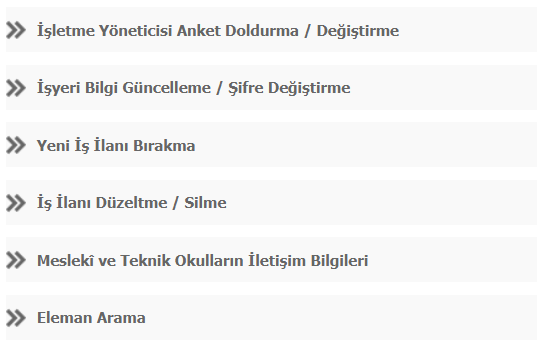 İşletme Yöneticisi Anket Doldurma / Değiştirme
İşyeri Bilgi Güncelleme / Şifre Değiştirme
Yeni İş İlanı Bırakma
İş İlanı Düzeltme / Silme
Meslekî ve Teknik Okulların İletişim Bilgileri
Eleman Arama